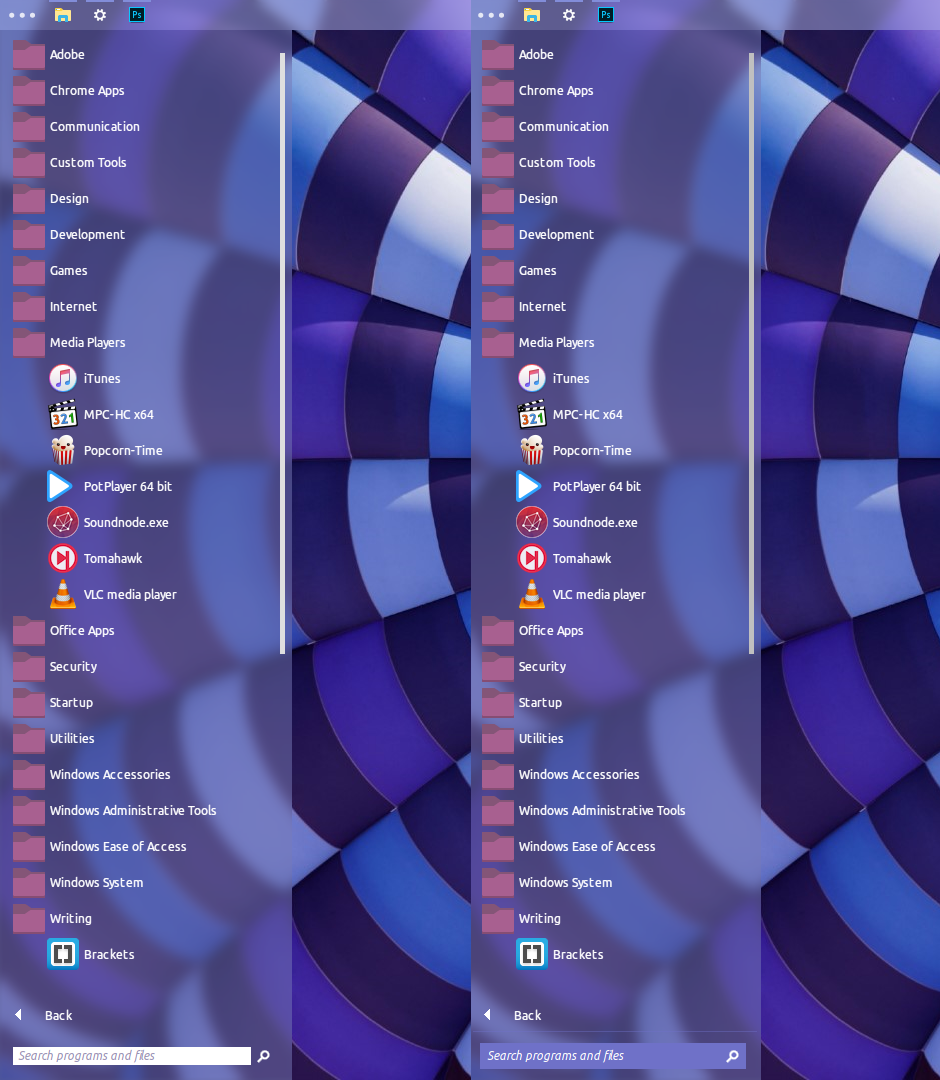 Ps
Adobe
Chrome Apps
Communication
Custom Tools
Design
Development
Games
Internet
Media Players
iTunes
321
MPC-HC x64
Popcorn-Time
PotPlayer 64 bit
Soundnode.exe
Tomahawk
VLC media player
Office Apps
Security
Startup
Utilities
Windows Accessories
Windows Administrative Tools
Windows Ease of Access
Windows System
Writing
Brackets
Back
Search programs and files
Ps
Adobe
Chrome Apps
Communication
Custom Tools
Design
Development
Games
Internet
Media Players
iTunes
321
MPC-HC x64
Popcorn-Time
PotPlayer 64 bit
Soundnode.exe
Tomahawk
VLC media player
Office Apps
Security
Startup
Utilities
Windows Accessories
Windows Administrative Tools
Windows Ease of Access
Windows System
Writing
Brackets
Back
Search programs and files